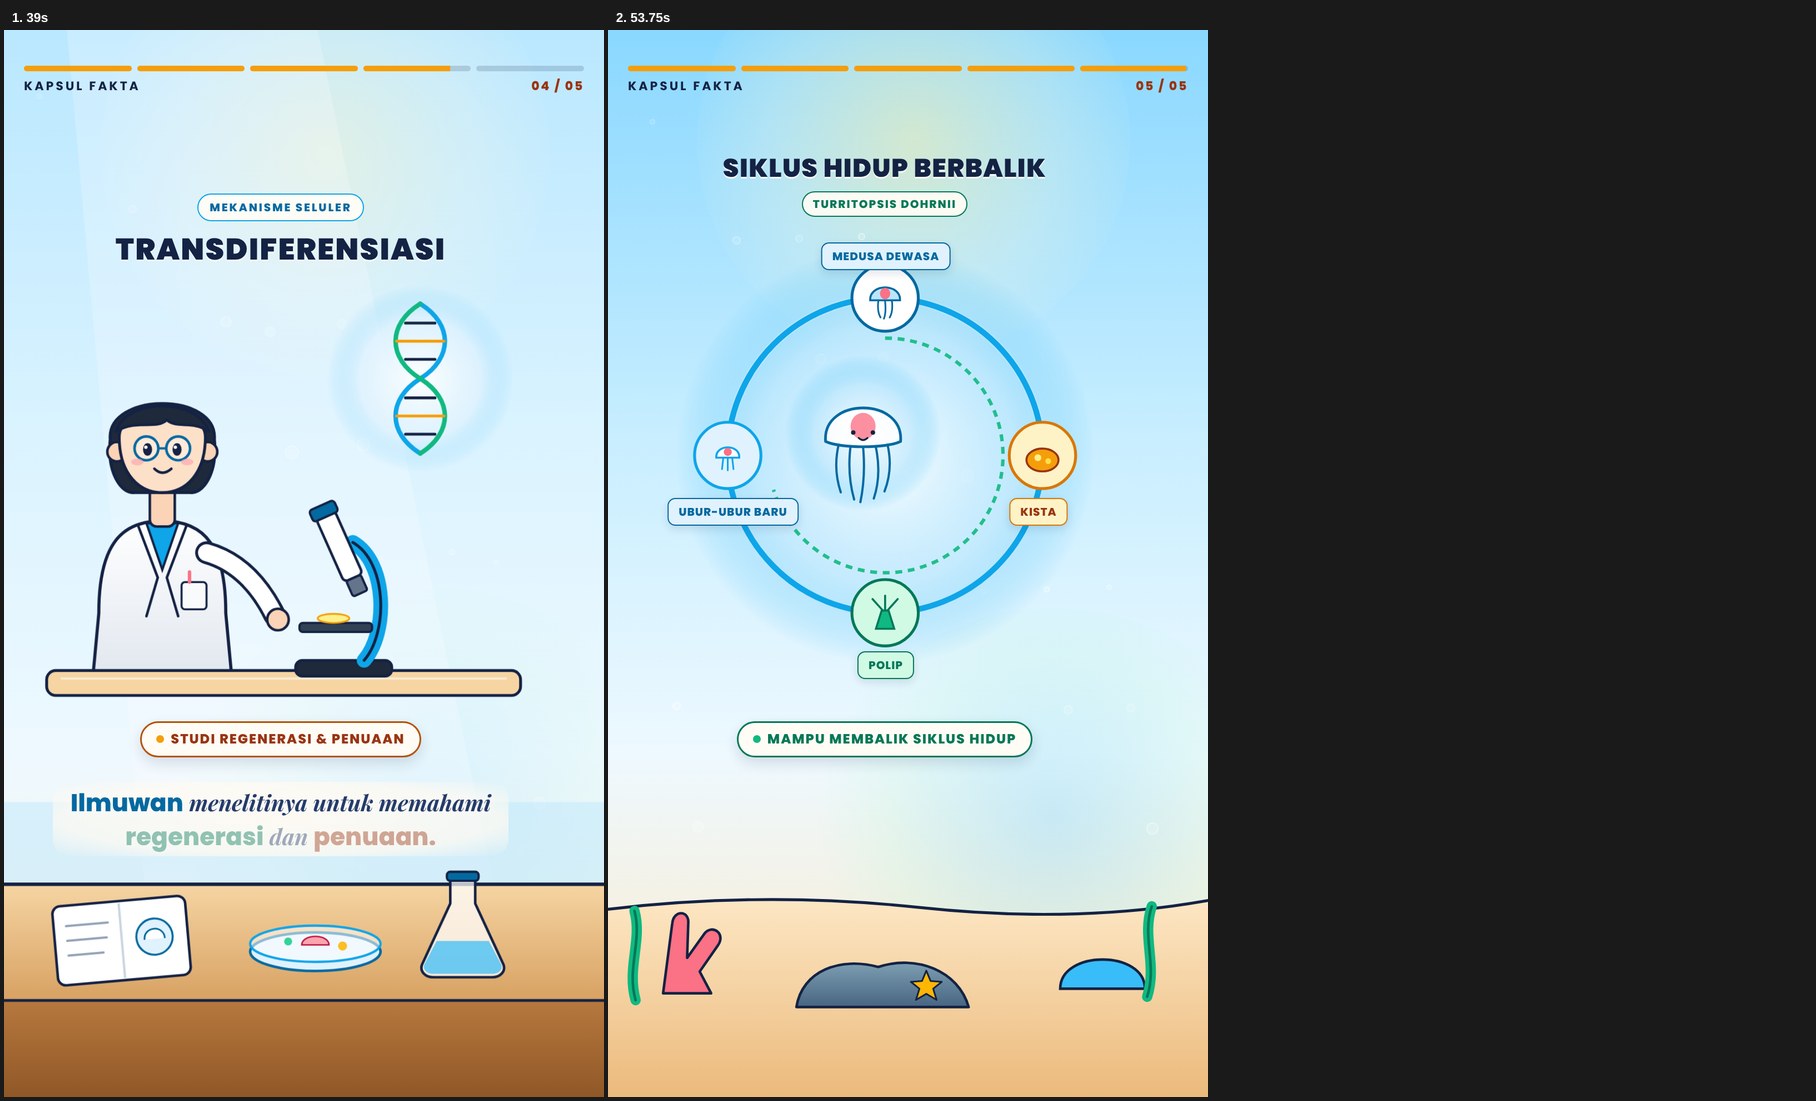 1. 39s
KAPSUL FAKTA
04 / 05
MEKANISME SELULER
TRANSDIFERENSIASI
STUDI REGENERASI & PENUAAN
Ilmuwan menelitinya untuk memahami
regenerasi dan penuaan.
2. 53.75s
KAPSUL FAKTA
05 / 05
SIKLUS HIDUP BERBALIK
TURRITOPSIS DOHRNII
MEDUSA DEWASA
UBUR-UBUR BARU
KISTA
POLIP
MAMPU MEMBALIK SIKLUS HIDUP